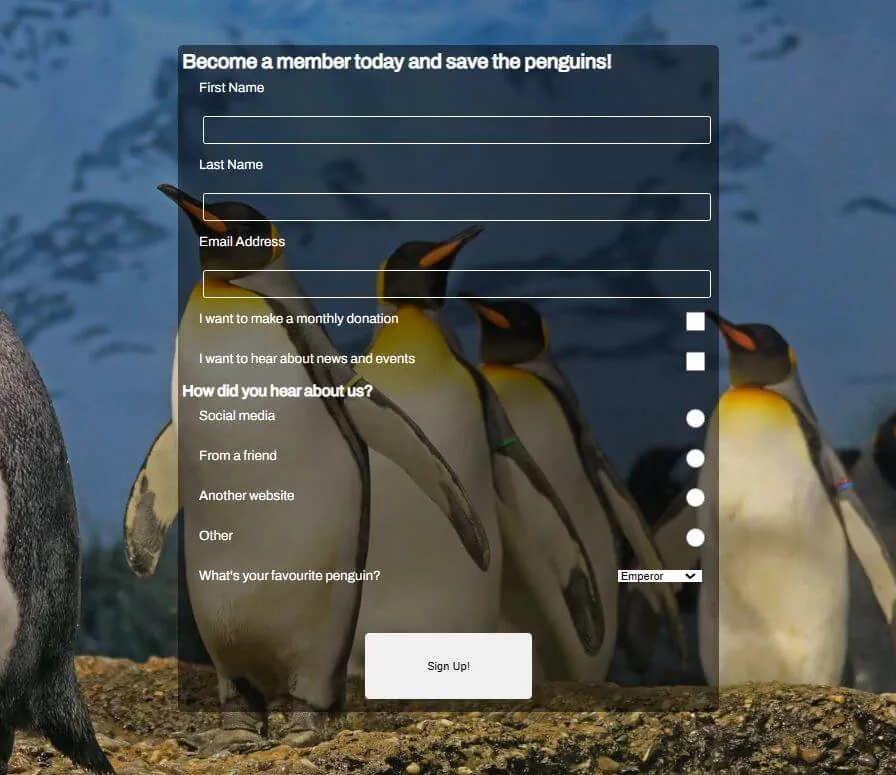 Become a member today and save the penguins!
First Name
Last Name
Email Address
I want to make a monthly donation
I want to hear about news and events
How did you hear about us?
Social media
From a friend
Another website
Other
What's your favourite penguin? Emperor
Sign Up!